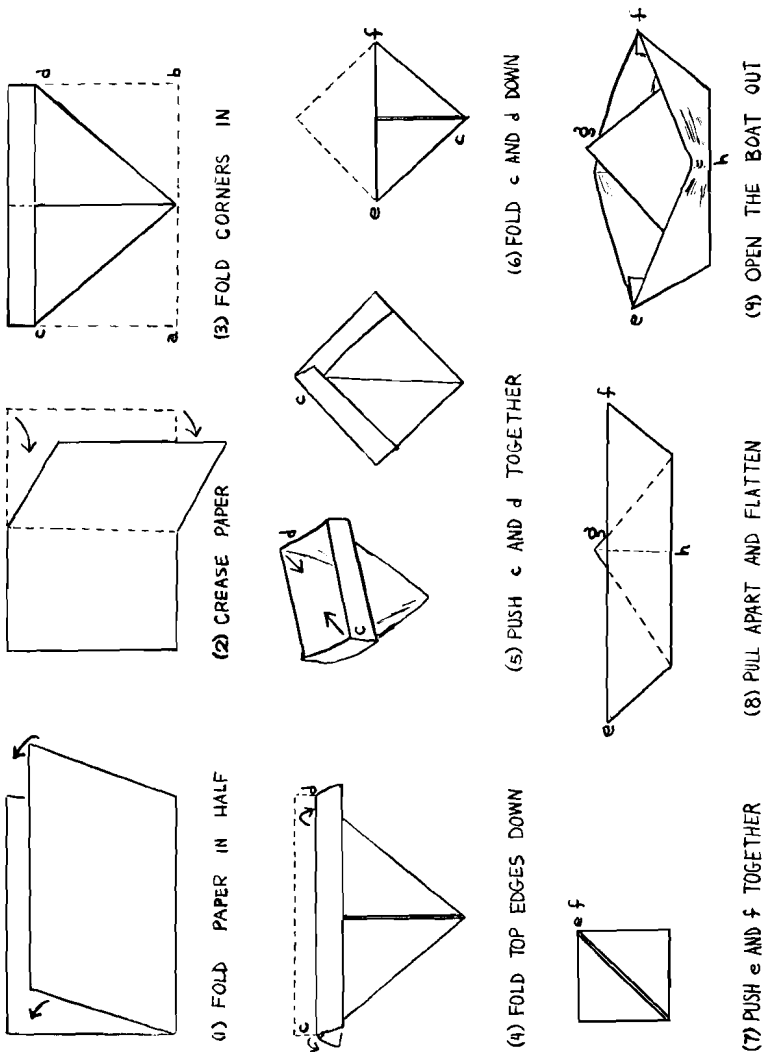 c d
a b
(1) FOLD PAPER IN HALF
(2) CREASE PAPER
(3) FOLD CORNERS IN
c d
d
c
c
e f
c
(4) FOLD TOP EDGES DOWN
(5) PUSH c AND d TOGETHER
(6) FOLD c AND d DOWN
e f
g
e f
h
g
e f
c
h
(7) PUSH e AND f TOGETHER
(8) PULL APART AND FLATTEN
(9) OPEN THE BOAT OUT